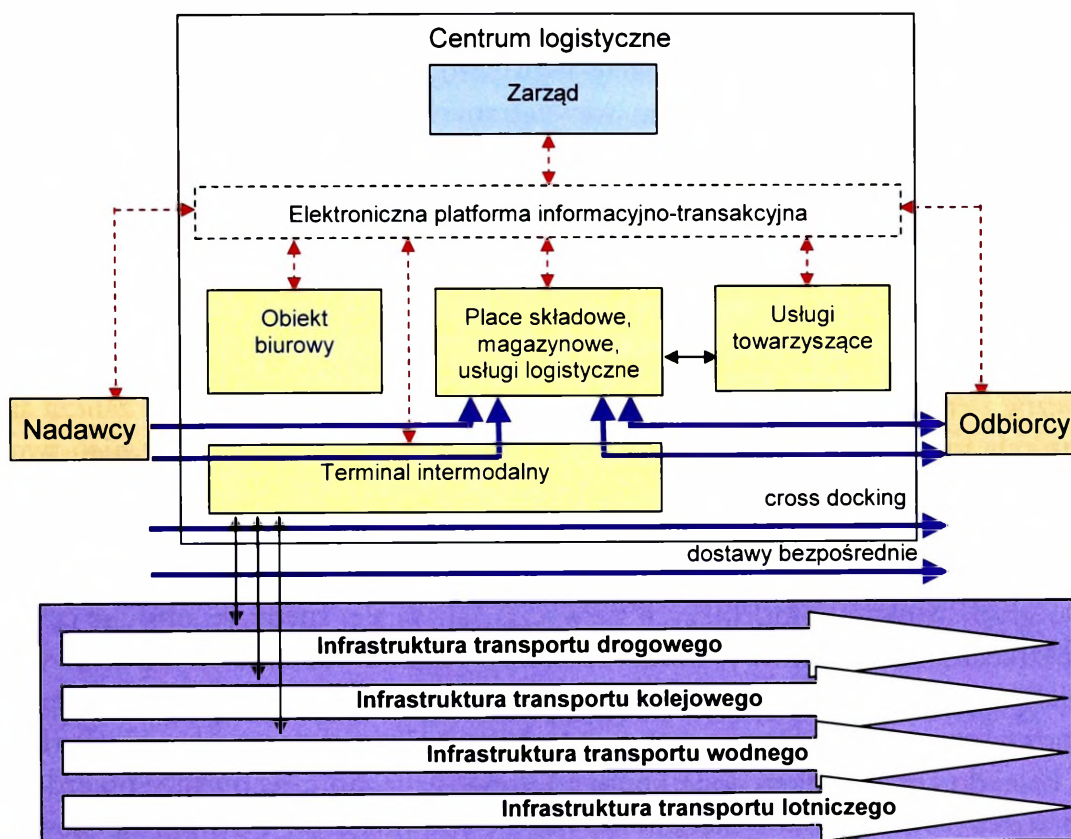 Centrum logistyczne
Zarząd
Elektroniczna platforma informacyjno-transakcyjna
Obiekt
biurowy
Place składowe,
magazynowe,
usługi logistyczne
Usługi
towarzyszące
Nadawcy
Odbiorcy
Terminal intermodalny
cross docking
dostawy bezpośrednie
Infrastruktura transportu drogowego
Infrastruktura transportu kolejowego
Infrastruktura transportu wodnego
Infrastruktura transportu lotniczego